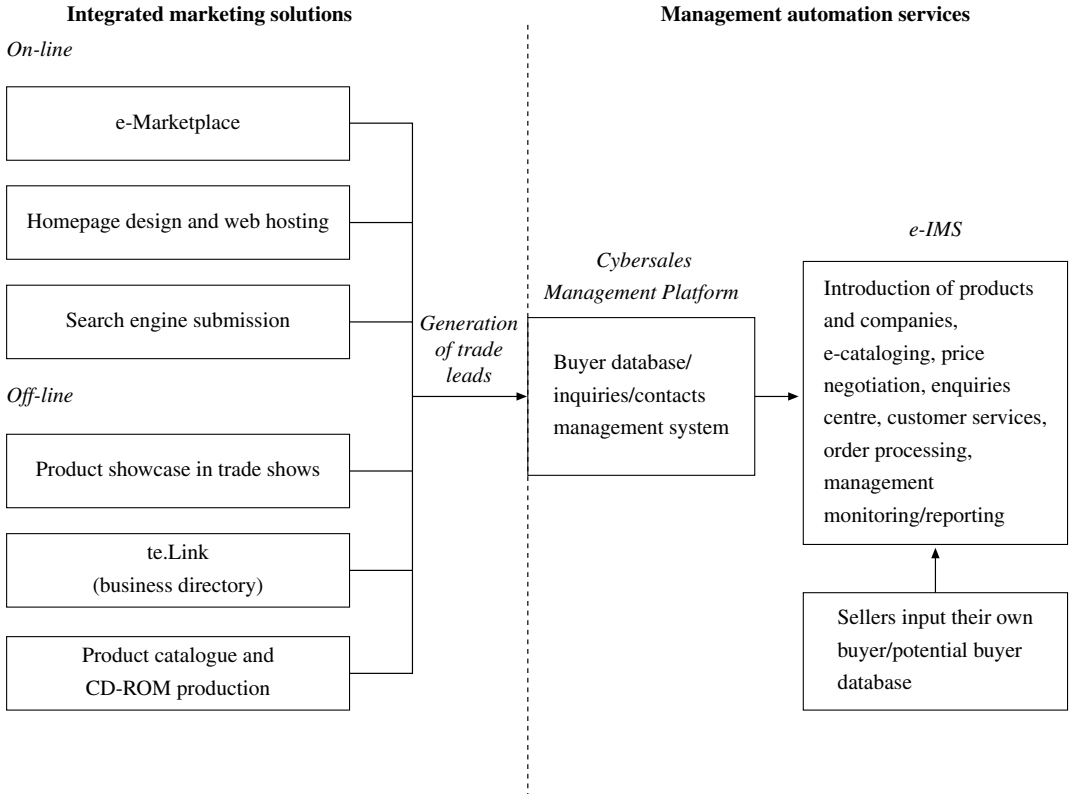 Integrated marketing solutions
On-line
e-Marketplace
Homepage design and web hosting
Search engine submission
Off-line
Product showcase in trade shows
te.Link
(business directory)
Product catalogue and
CD-ROM production
Generation
of trade
leads
Management automation services
Cybersales
Management Platform
Buyer database/
inquiries/contacts
management system
e-IMS
Introduction of products
and companies,
e-cataloging, price
negotiation, enquiries
centre, customer services,
order processing,
management
monitoring/reporting
Sellers input their own
buyer/potential buyer
database